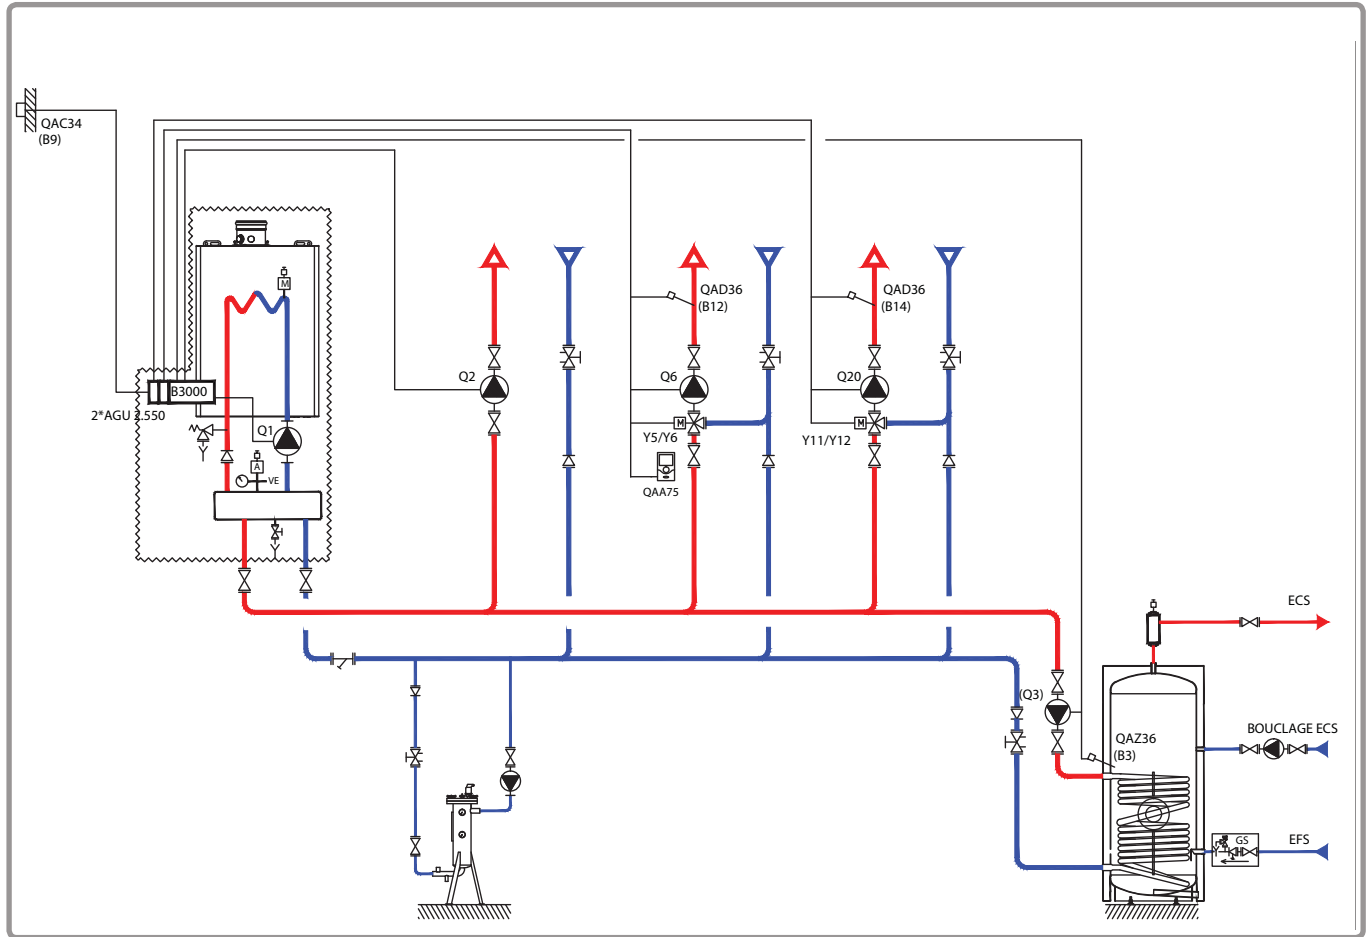 QAC34
(B9)
M
B3000
2*AGU 2.550
Q1
A
VE
Q2
QAD36
(B12)
Q6
M
Y5/Y6
QAA75
QAD36
(B14)
Q20
M
Y11/Y12
ECS
(Q3)
QAZ36
(B3)
BOUCLAGE ECS
GS
EFS